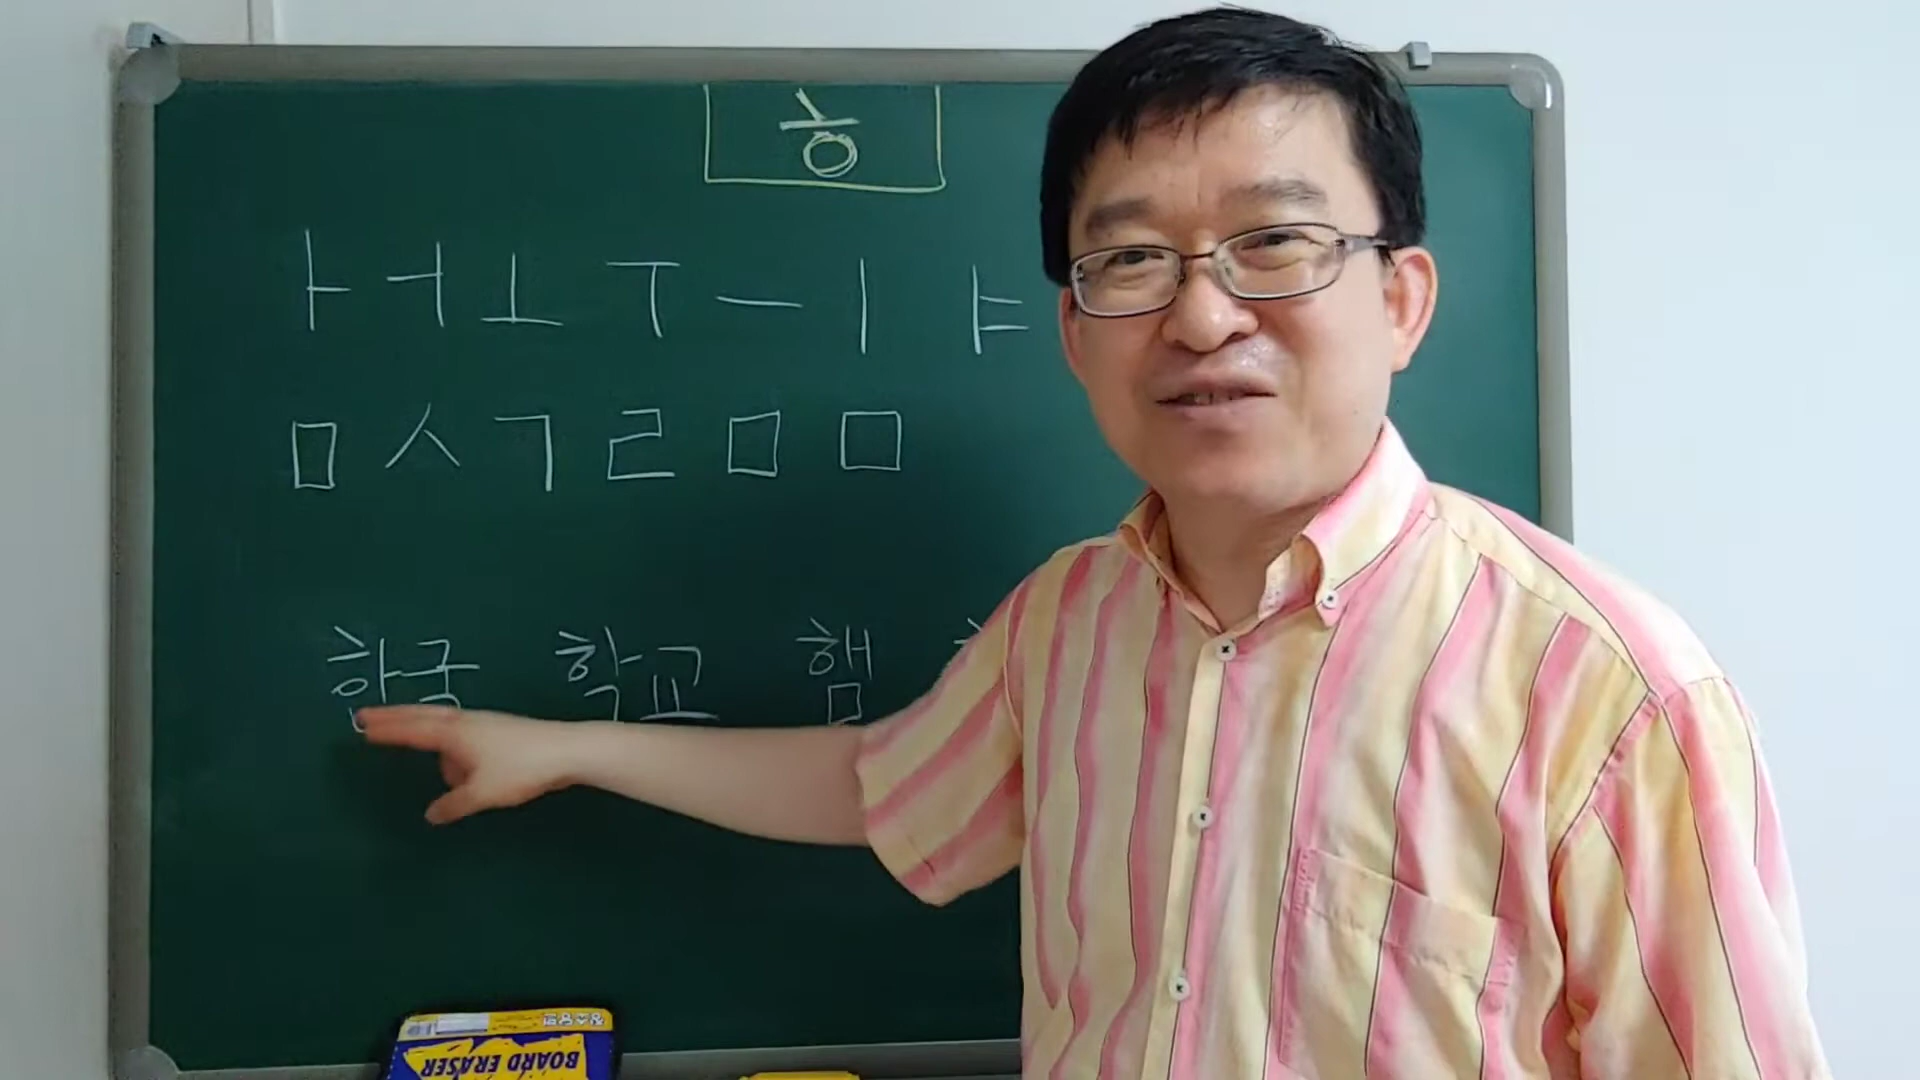 ㅎ
ㅏ ㅓ ㅗ ㅜ ㅡ ㅣ ㅑ
ㅁ ㅅ ㄱ ㄹ ㅁ ㅁ
한국 학교 햄
BOARD ERASER